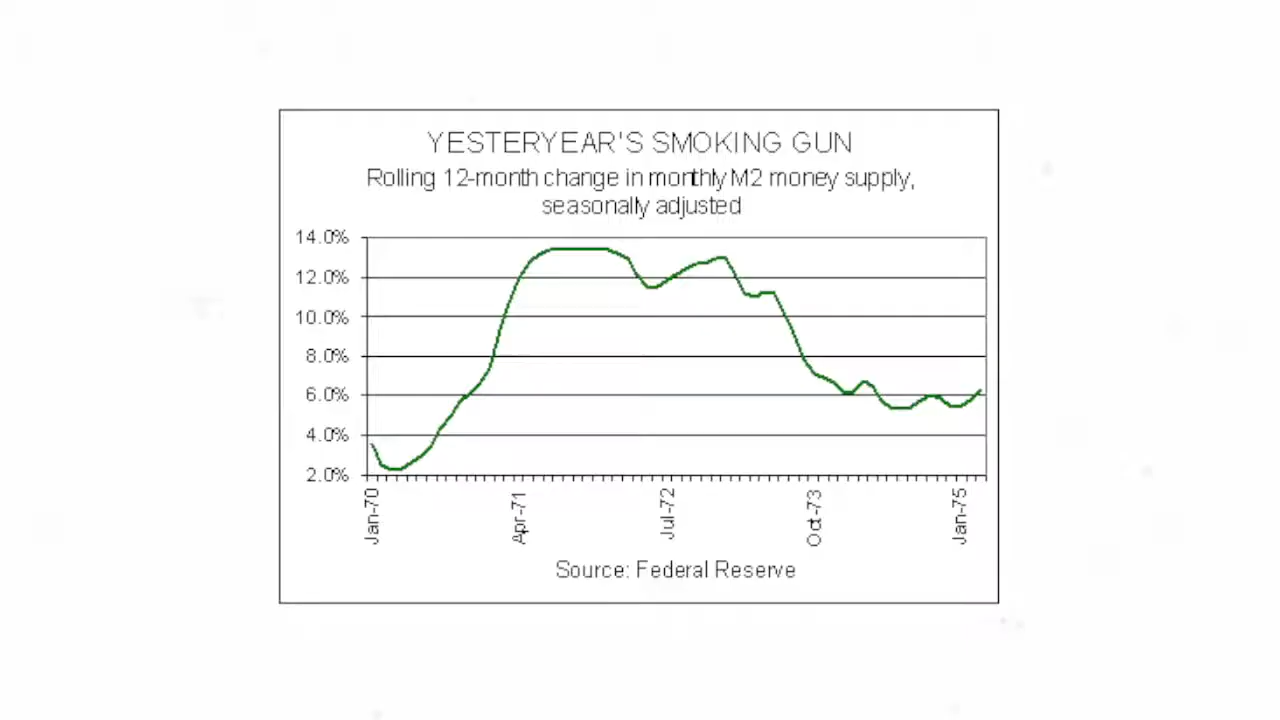 YESTERYEAR'S SMOKING GUN
Rolling 12-month change in monthly M2 money supply,
seasonally adjusted
14.0%
12.0%
10.0%
8.0%
6.0%
4.0%
2.0%
Jan-70
Apr-71
Jul-72
Oct-73
Jan-75
Source: Federal Reserve